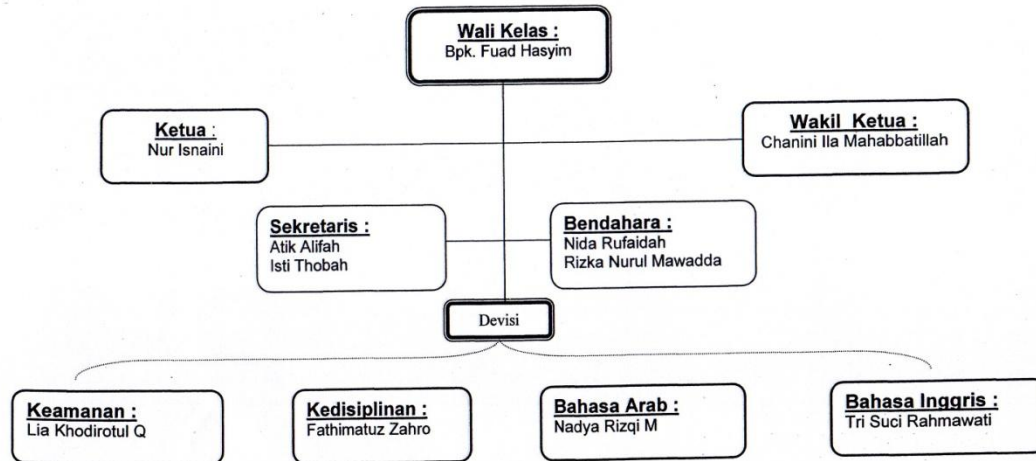 Wali Kelas :
Bpk. Fuad Hasyim
Ketua :
Nur Isnaini
Wakil Ketua :
Chanini Ila Mahabbatillah
Sekretaris :
Atik Alifah
Isti Thobah
Bendahara :
Nida Rufaidah
Rizka Nurul Mawadda
Devisi
Keamanan :
Lia Khodirotul Q
Kedisiplinan :
Fathimatuz Zahro
Bahasa Arab :
Nadya Rizqi M
Bahasa Inggris :
Tri Suci Rahmawati